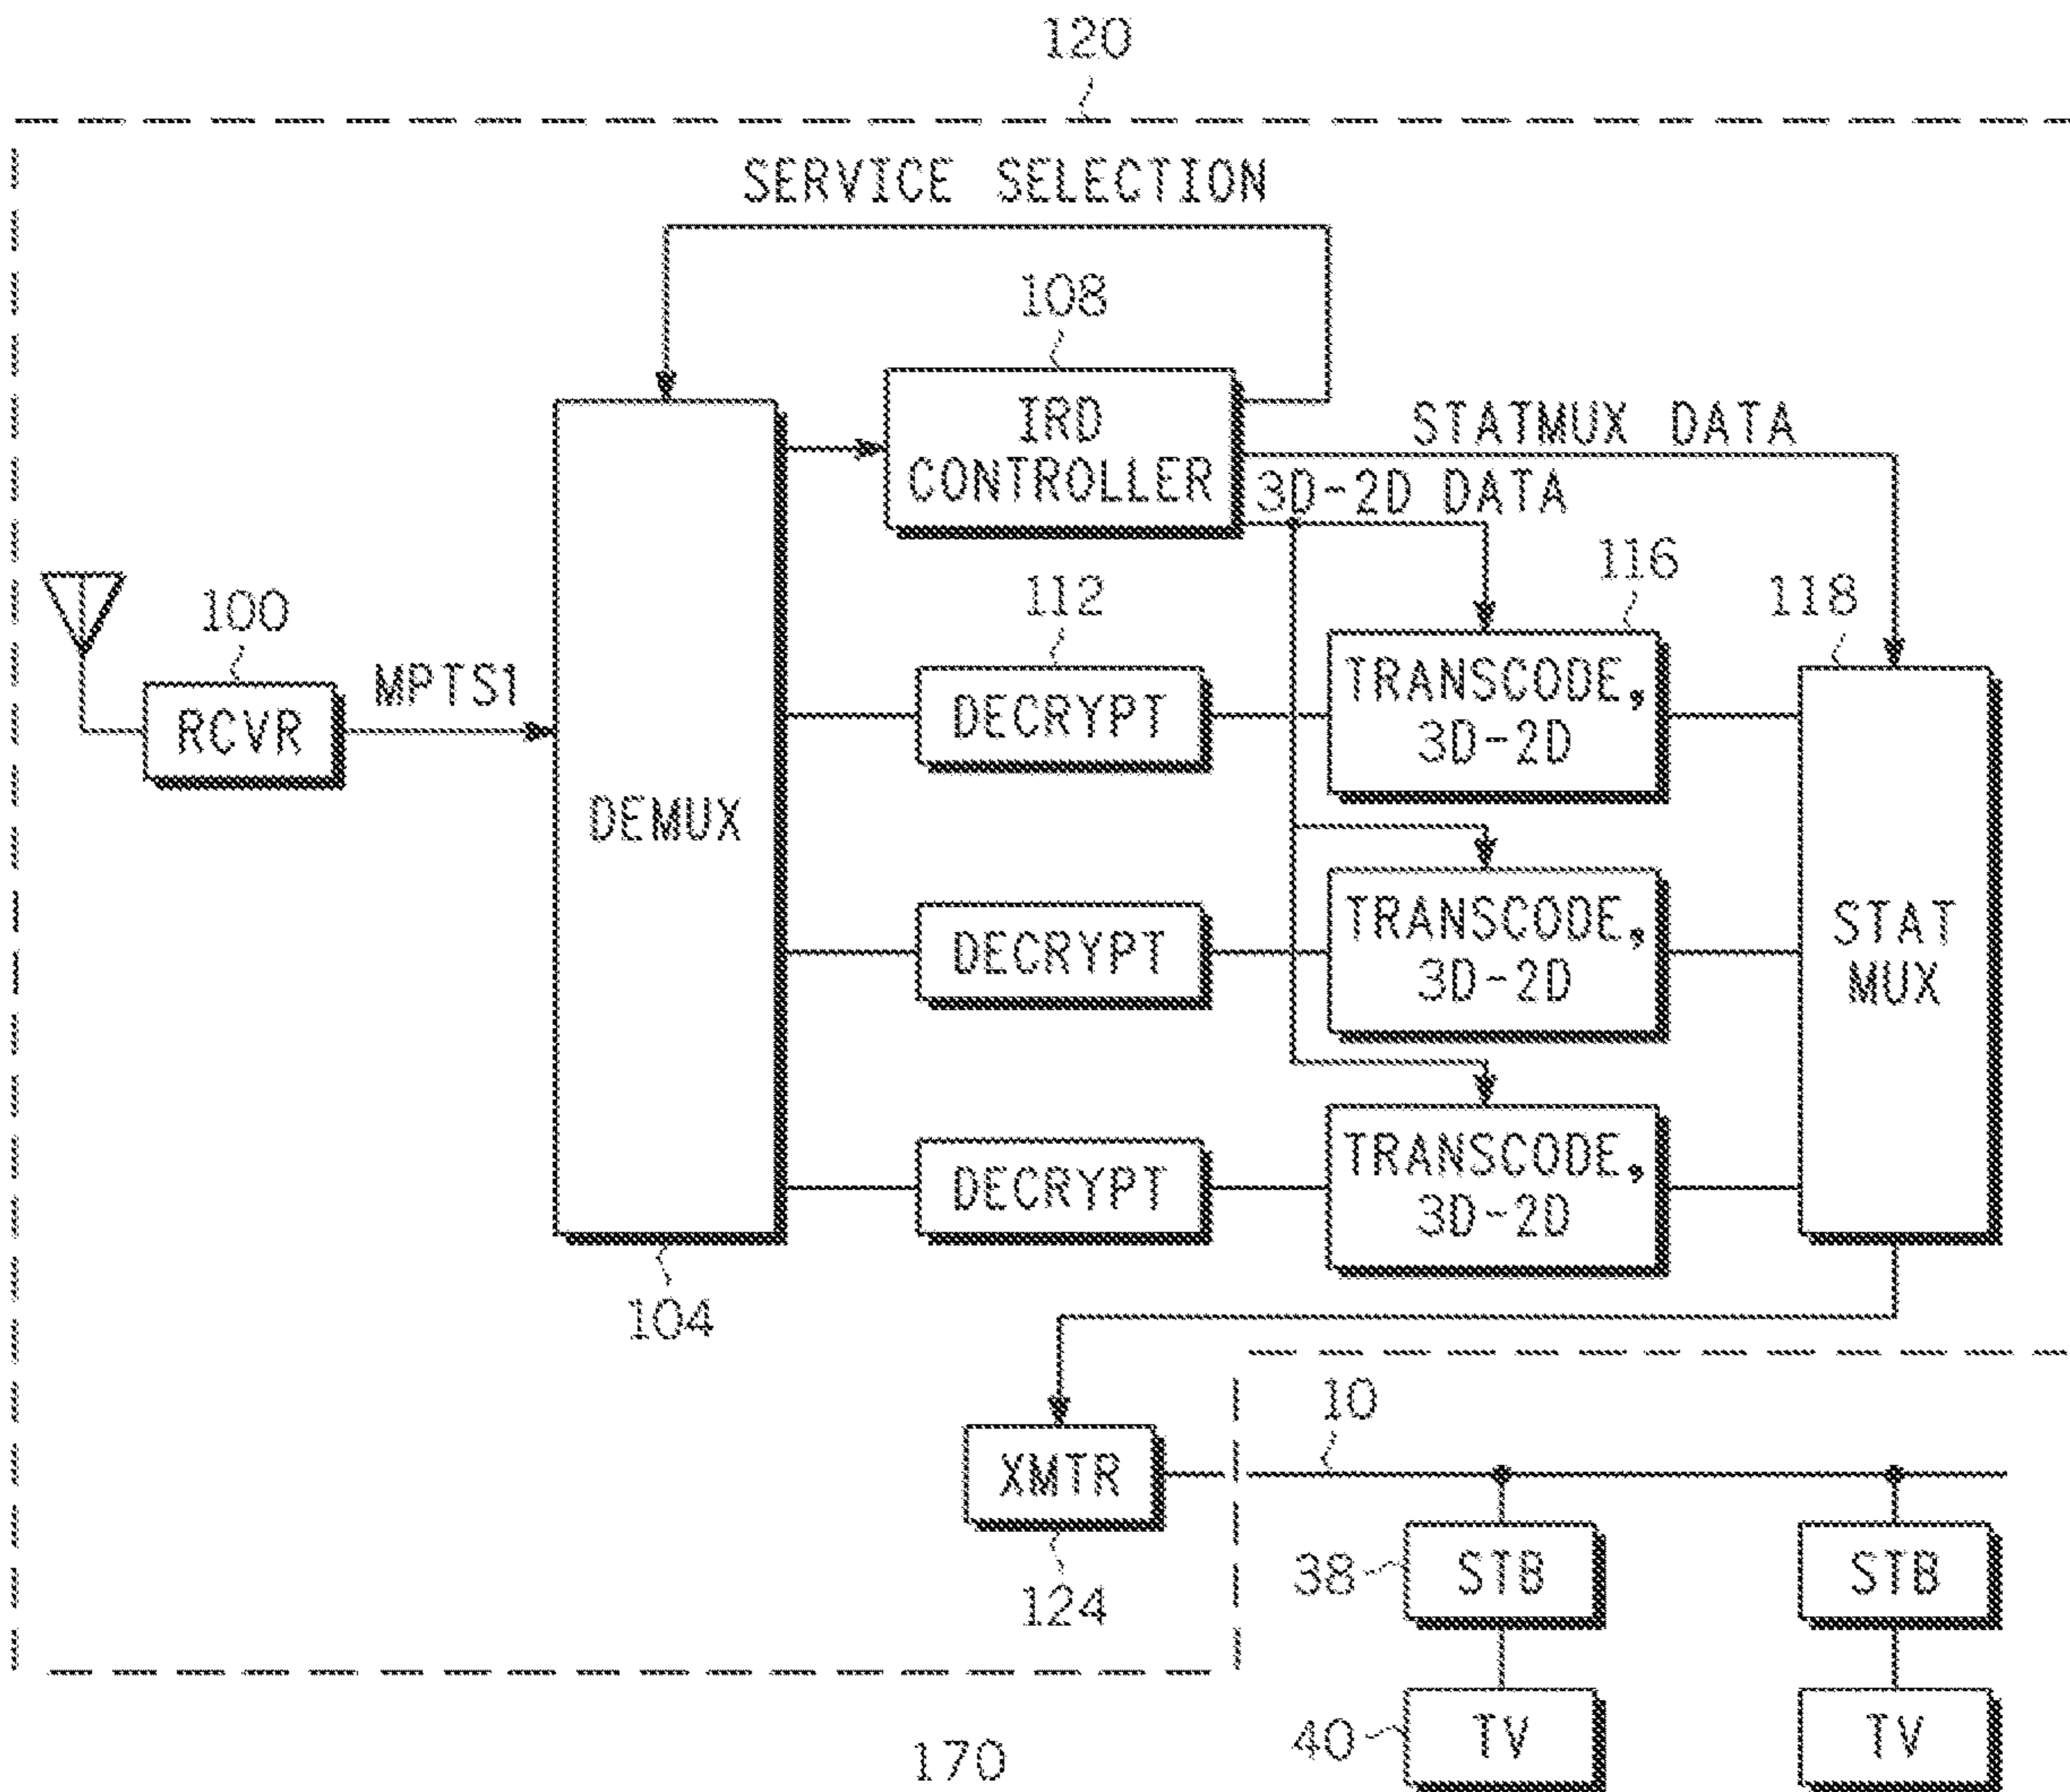 120
SERVICE SELECTION
108
IRD
CONTROLLER
STATMUX DATA
3D-2D DATA
100
RCVR
MPTS1
DEMUX
104
112
DECRYPT
116
TRANSCODE,
3D-2D
118
DECRYPT
TRANSCODE,
3D-2D
STAT
MUX
DECRYPT
TRANSCODE,
3D-2D
10
XMTR
124
38
STB
STB
40
TV
TV
170